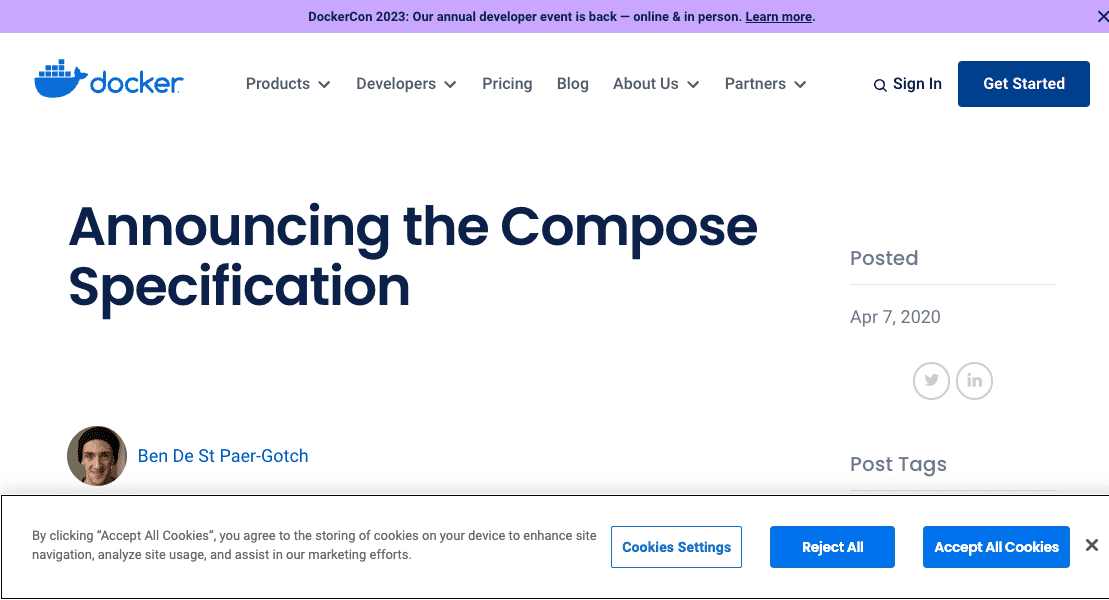 DockerCon 2023: Our annual developer event is back — online & in person. Learn more.
docker
Products
Developers
Pricing
Blog
About Us
Partners
Sign In
Get Started
Announcing the Compose
Specification
Posted
Apr 7, 2020
Ben De St Paer-Gotch
Post Tags
By clicking “Accept All Cookies”, you agree to the storing of cookies on your device to enhance site
navigation, analyze site usage, and assist in our marketing efforts.
Cookies Settings
Reject All
Accept All Cookies